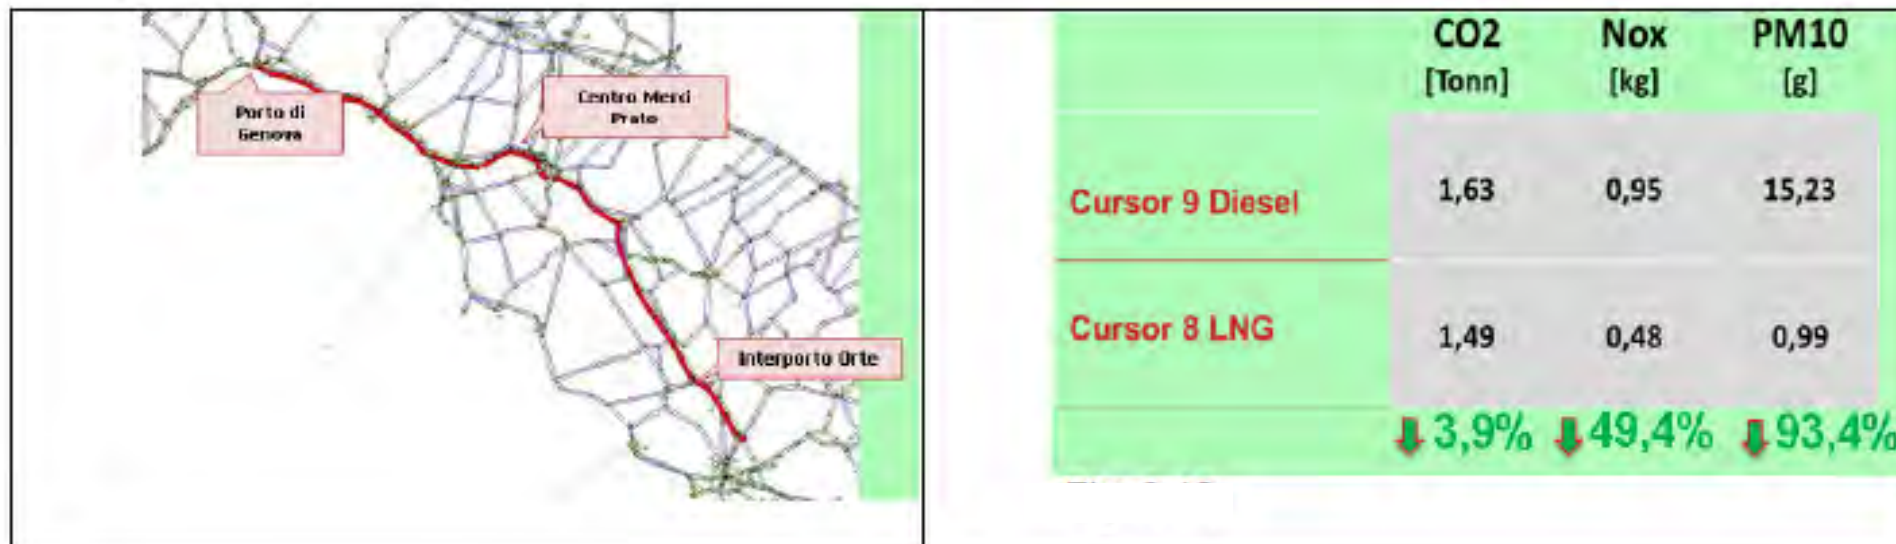 Porto di
Genova
Centro Merci
Prato
Interporto Orte
CO2 Nox PM10
[Tonn] [kg] [g]
Cursor 9 Diesel 1,63 0,95 15,23
Cursor 8 LNG 1,49 0,48 0,99
3,9% 49,4% 93,4%